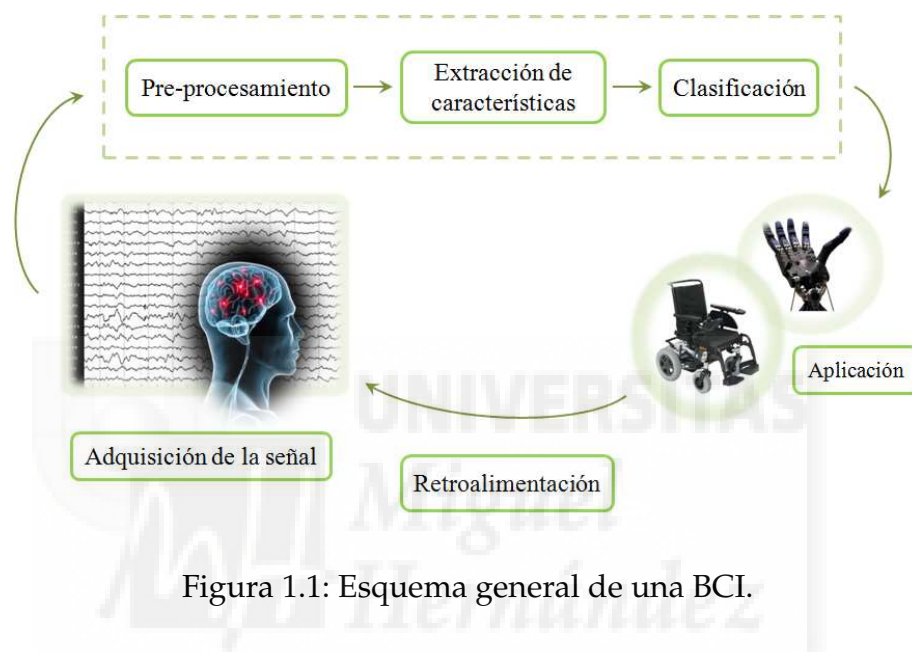 Pre-procesamiento
Extracción de
características
Clasificación
Aplicación
Adquisición de la señal
Retroalimentación
UNIVERSITAS
Miguel
Hernández
Figura 1.1: Esquema general de una BCI.